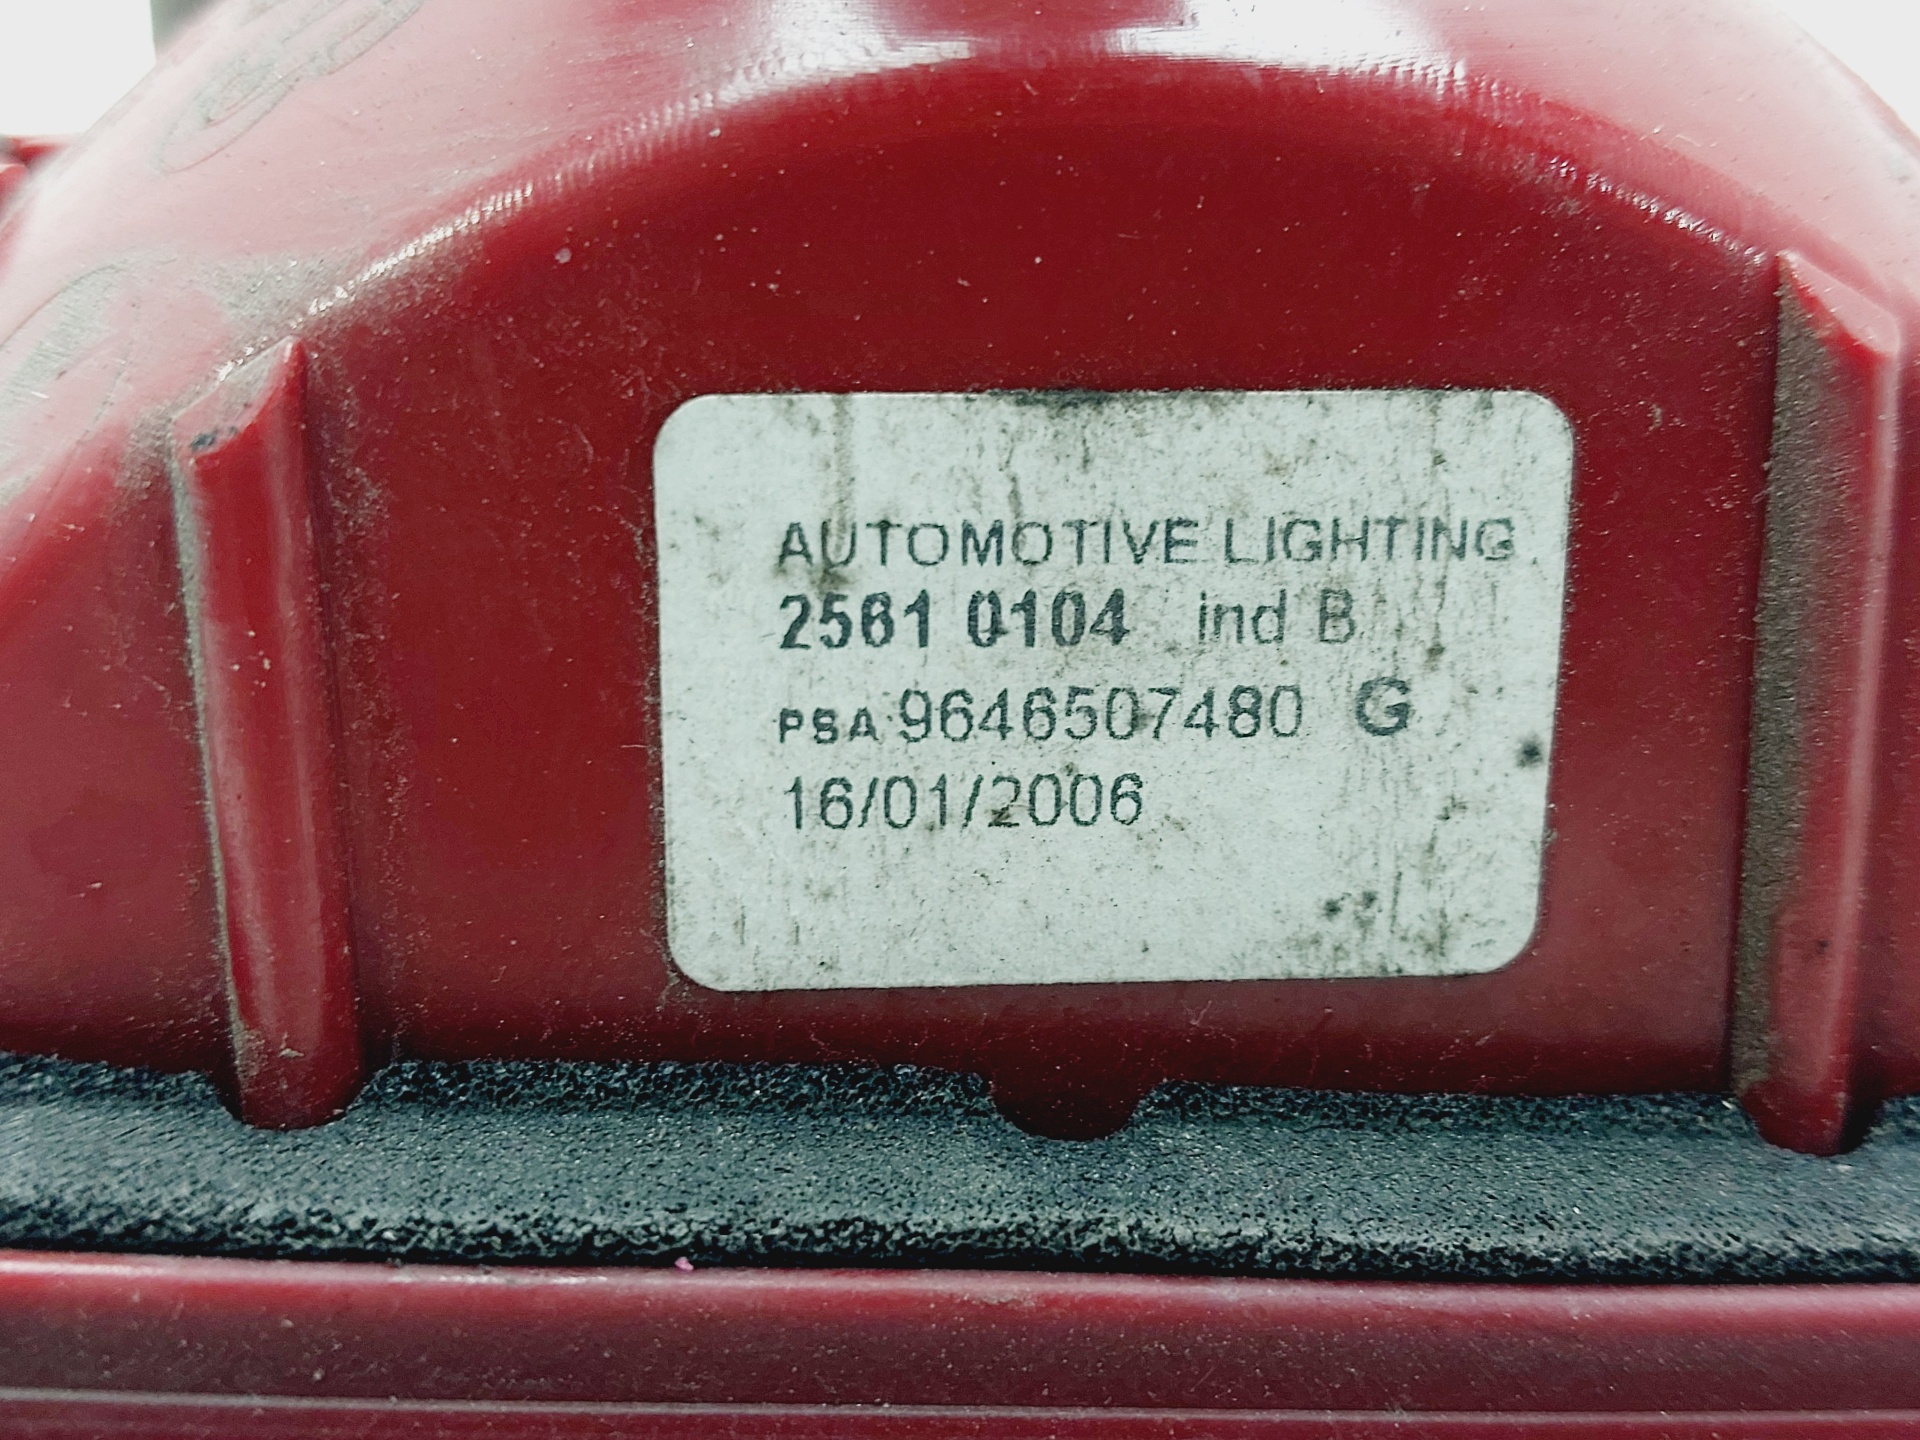 AUTOMOTIVE LIGHTING
2561 0104 ind B
PSA 9646507480 G
16/01/2006